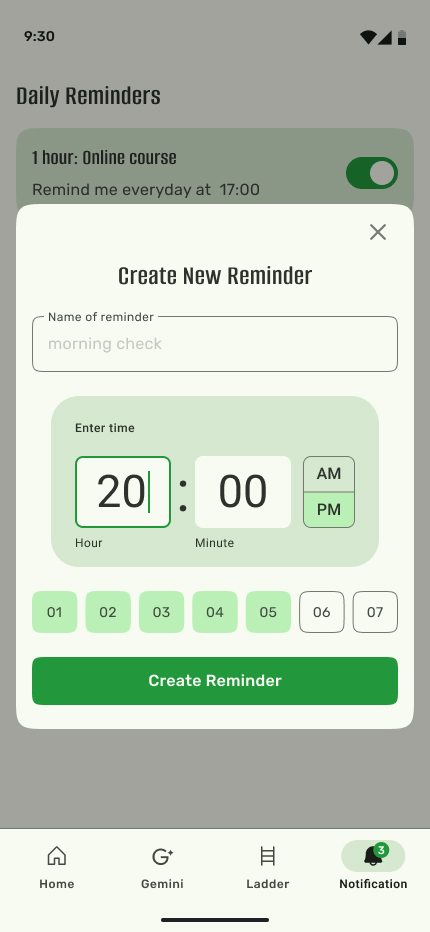 9:30
Daily Reminders
1 hour: Online course
Remind me everyday at 17:00
Create New Reminder
Name of reminder
morning check
Enter time
20 : 00
AM
PM
Hour Minute
01 02 03 04 05 06 07
Create Reminder
3
Home Gemini Ladder Notification